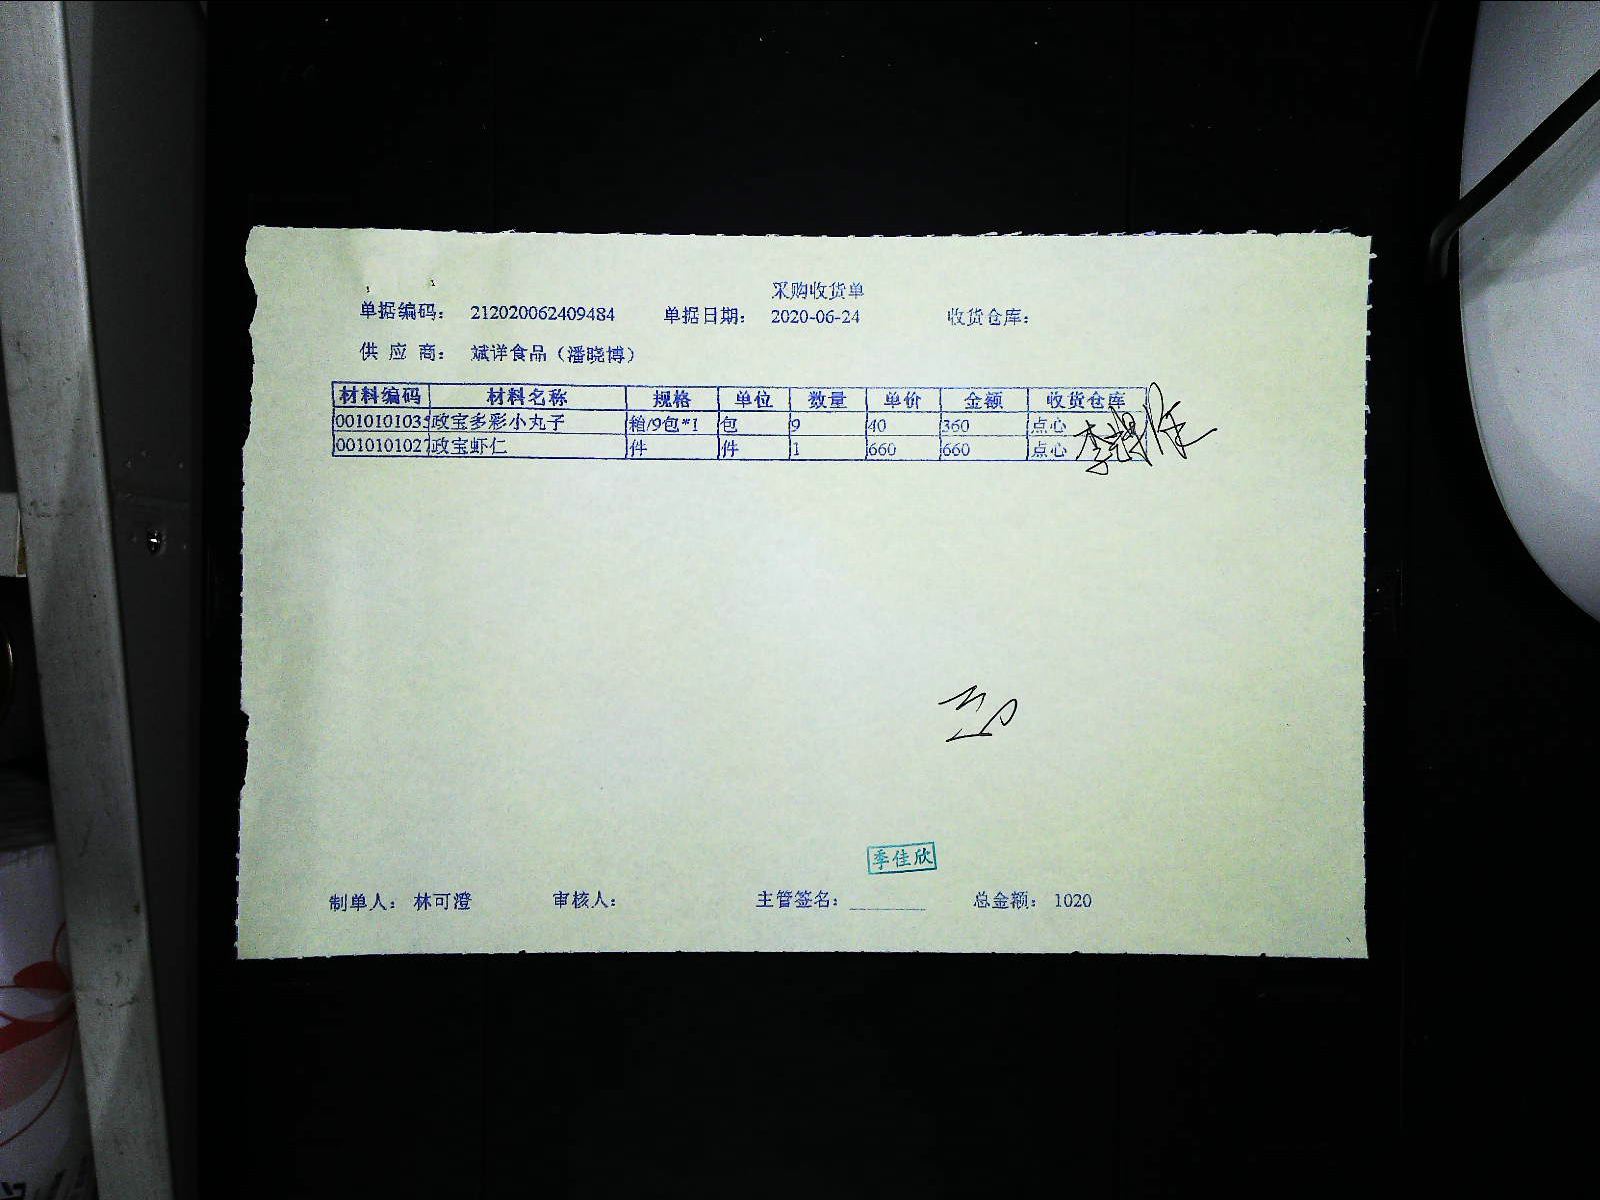 采购收货单
单据编码: 212020062409484 单据日期: 2020-06-24 收货仓库:
供 应 商: 斌详食品（潘晓博）
材料编码 材料名称 规格 单位 数量 单价 金额 收货仓库
0010101035 政宝多彩小丸子 箱/9包*1 包 9 40 360 点心
0010101027 政宝虾仁 件 件 1 660 660 点心
季佳欣
制单人: 林可澄 审核人: 主管签名: 总金额: 1020